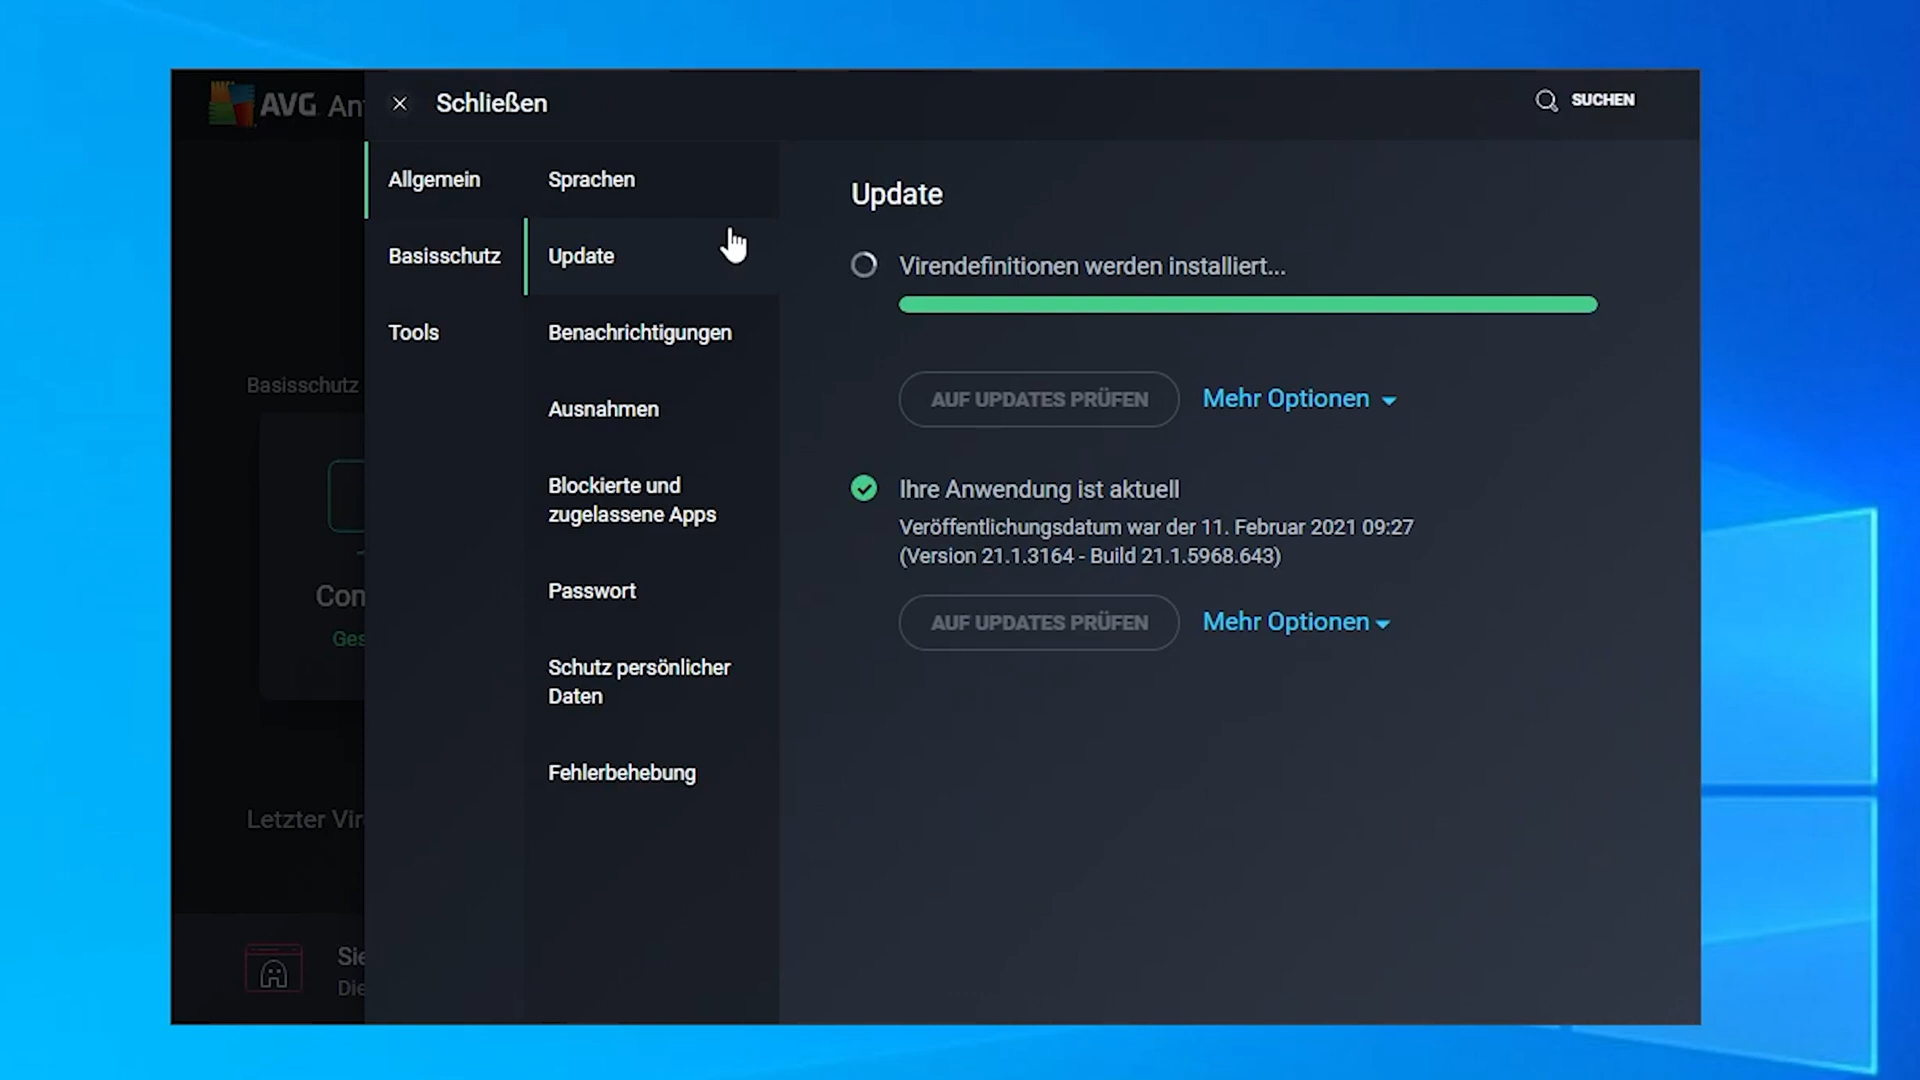 AVG
Schließen
SUCHEN
Allgemein
Basisschutz
Tools
Sprachen
Update
Benachrichtigungen
Ausnahmen
Blockierte und
zugelassene Apps
Passwort
Schutz persönlicher
Daten
Fehlerbehebung
Update
Virendefinitionen werden installiert...
AUF UPDATES PRÜFEN
Mehr Optionen
Ihre Anwendung ist aktuell
Veröffentlichungsdatum war der 11. Februar 2021 09:27
(Version 21.1.3164 - Build 21.1.5968.643)
AUF UPDATES PRÜFEN
Mehr Optionen
Basisschutz
Letzter